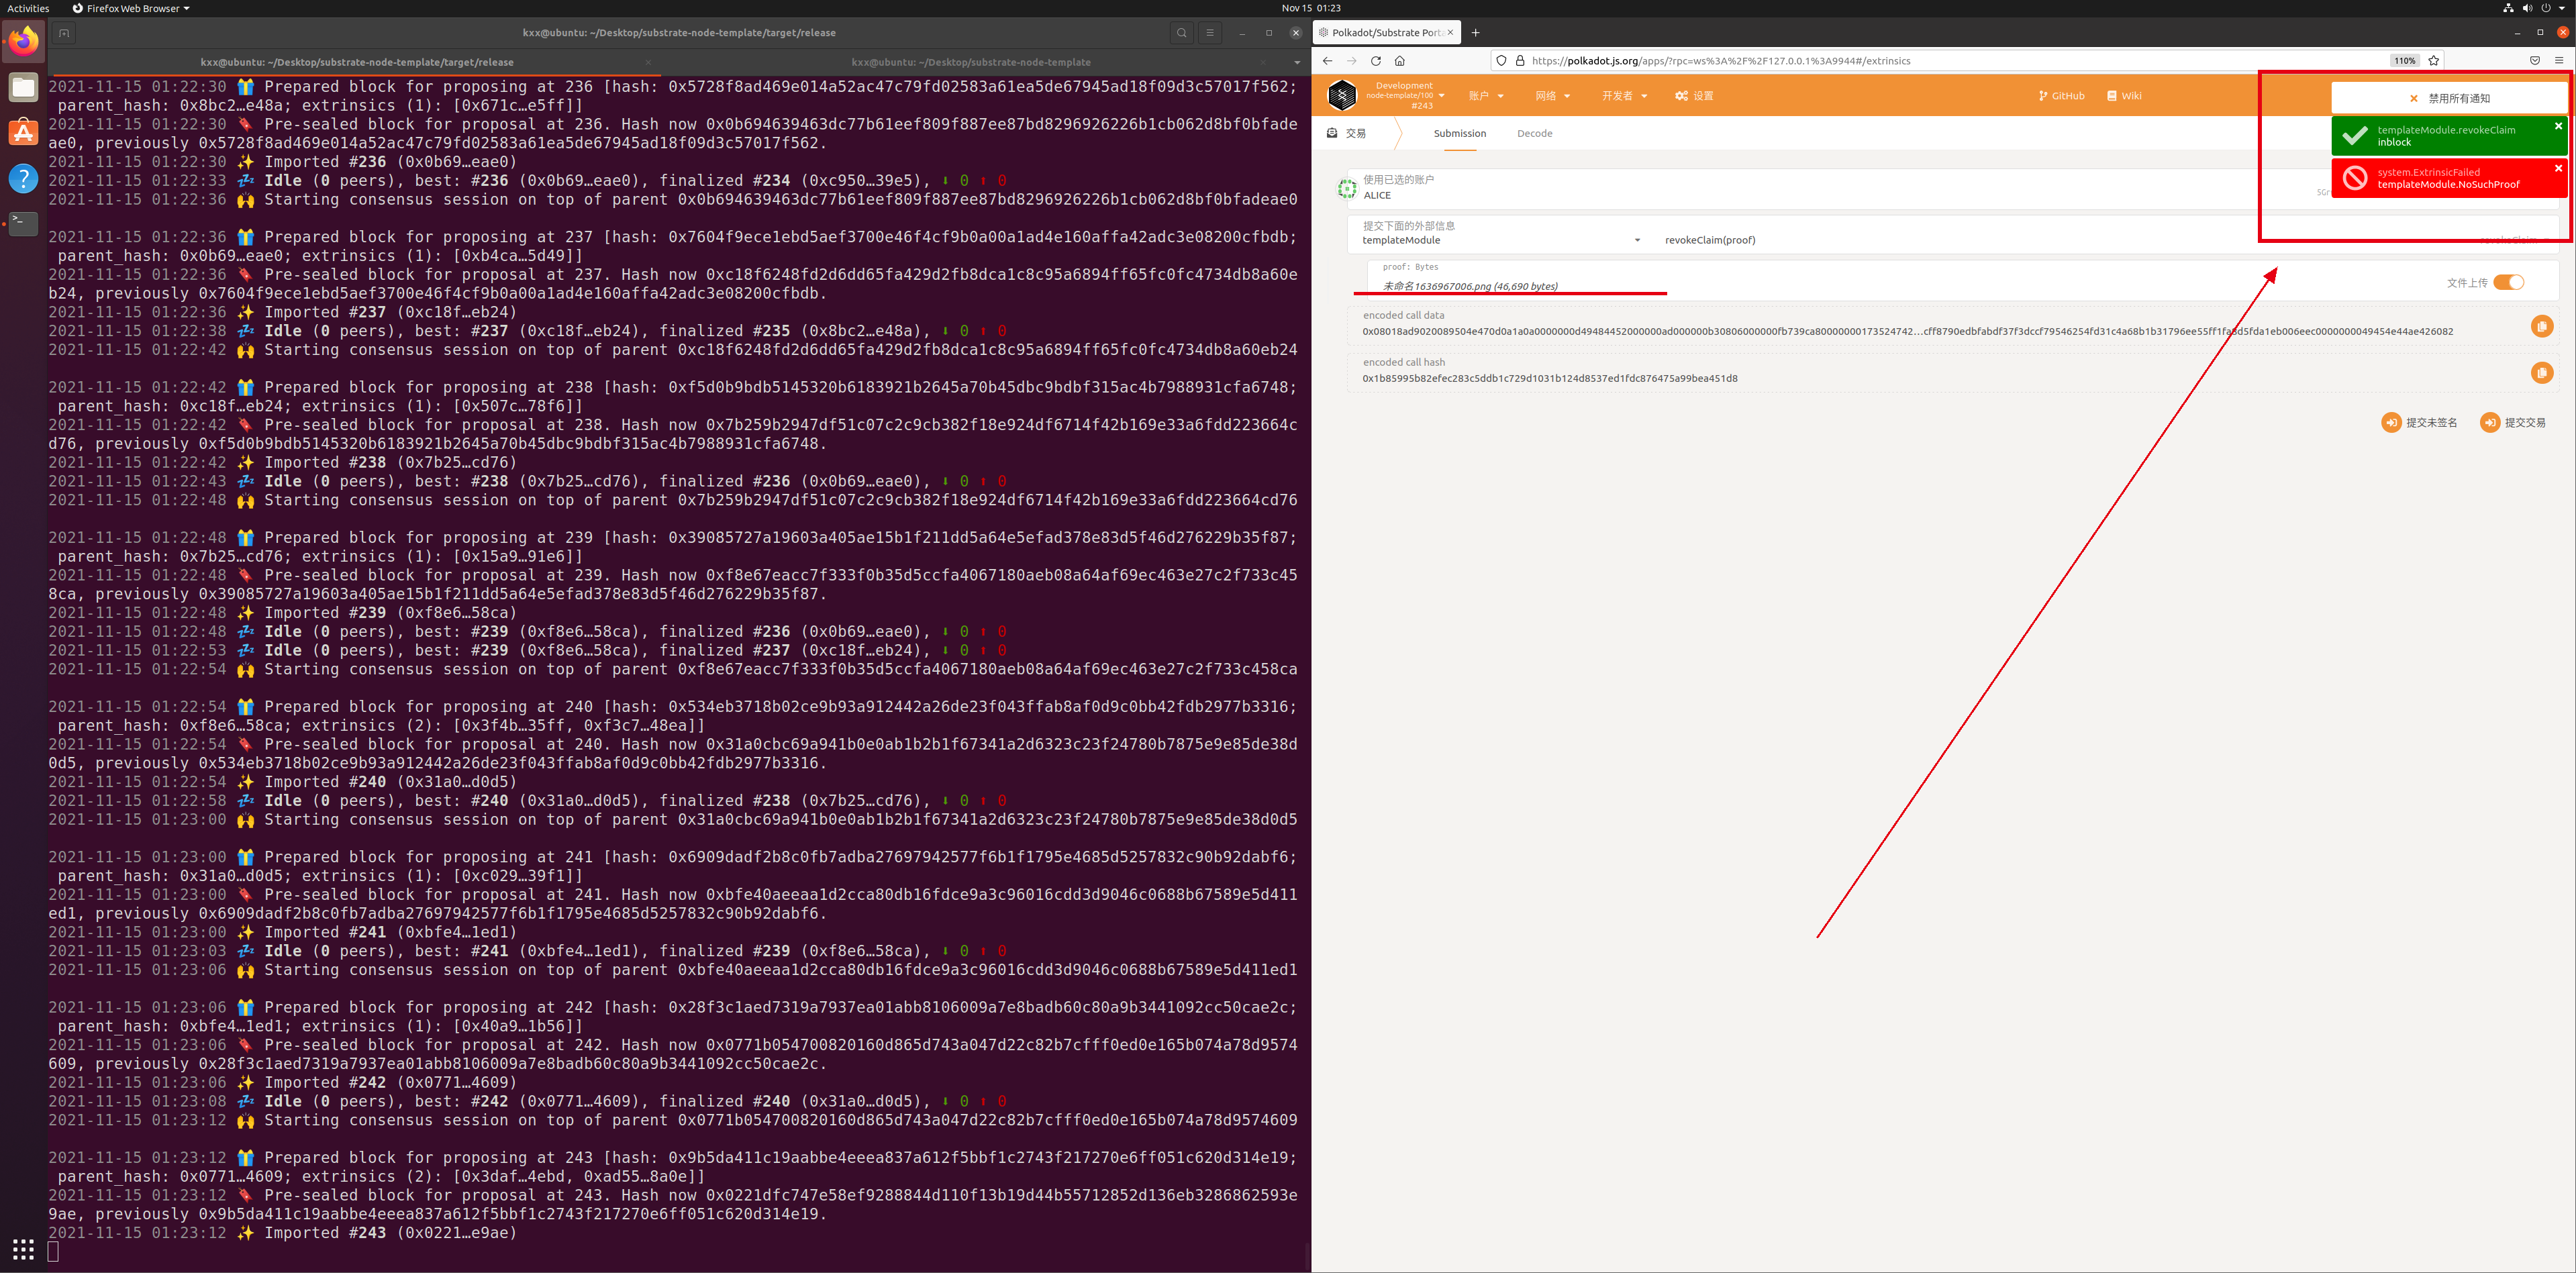 Activities
Firefox Web Browser
Nov 15 01:23
kxx@ubuntu: ~/Desktop/substrate-node-template/target/release
kxx@ubuntu: ~/Desktop/substrate-node-template/target/release
kxx@ubuntu: ~/Desktop/substrate-node-template
2021-11-15 01:22:30 🎁 Prepared block for proposing at 236 [hash: 0x5728f8ad469e014a52ac47c79fd02583a61ea5de67945ad18f09d3c57017f562;
parent_hash: 0x8bc2…e48a; extrinsics (1): [0x671c…e5ff]]
2021-11-15 01:22:30 🔖 Pre-sealed block for proposal at 236. Hash now 0x0b694639463dc77b61eef809f887ee87bd8296926226b1cb062d8bf0bfade
ae0, previously 0x5728f8ad469e014a52ac47c79fd02583a61ea5de67945ad18f09d3c57017f562.
2021-11-15 01:22:30 ✨ Imported #236 (0x0b69…eae0)
2021-11-15 01:22:33 💤 Idle (0 peers), best: #236 (0x0b69…eae0), finalized #234 (0xc950…39e5), ⬇ 0 ⬆ 0
2021-11-15 01:22:36 🙌 Starting consensus session on top of parent 0x0b694639463dc77b61eef809f887ee87bd8296926226b1cb062d8bf0bfadeae0
2021-11-15 01:22:36 🎁 Prepared block for proposing at 237 [hash: 0x7604f9ece1ebd5aef3700e46f4cf9b0a00a1ad4e160affa42adc3e08200cfbdb;
parent_hash: 0x0b69…eae0; extrinsics (1): [0xb4ca…5d49]]
2021-11-15 01:22:36 🔖 Pre-sealed block for proposal at 237. Hash now 0xc18f6248fd2d6dd65fa429d2fb8dca1c8c95a6894ff65fc0fc4734db8a60e
b24, previously 0x7604f9ece1ebd5aef3700e46f4cf9b0a00a1ad4e160affa42adc3e08200cfbdb.
2021-11-15 01:22:36 ✨ Imported #237 (0xc18f…eb24)
2021-11-15 01:22:38 💤 Idle (0 peers), best: #237 (0xc18f…eb24), finalized #235 (0x8bc2…e48a), ⬇ 0 ⬆ 0
2021-11-15 01:22:42 🙌 Starting consensus session on top of parent 0xc18f6248fd2d6dd65fa429d2fb8dca1c8c95a6894ff65fc0fc4734db8a60eb24
2021-11-15 01:22:42 🎁 Prepared block for proposing at 238 [hash: 0xf5d0b9bdb5145320b6183921b2645a70b45dbc9bdbf315ac4b7988931cfa6748;
parent_hash: 0xc18f…eb24; extrinsics (1): [0x507c…78f6]]
2021-11-15 01:22:42 🔖 Pre-sealed block for proposal at 238. Hash now 0x7b259b2947df51c07c2c9cb382f18e924df6714f42b169e33a6fdd223664c
d76, previously 0xf5d0b9bdb5145320b6183921b2645a70b45dbc9bdbf315ac4b7988931cfa6748.
2021-11-15 01:22:42 ✨ Imported #238 (0x7b25…cd76)
2021-11-15 01:22:43 💤 Idle (0 peers), best: #238 (0x7b25…cd76), finalized #236 (0x0b69…eae0), ⬇ 0 ⬆ 0
2021-11-15 01:22:48 🙌 Starting consensus session on top of parent 0x7b259b2947df51c07c2c9cb382f18e924df6714f42b169e33a6fdd223664cd76
2021-11-15 01:22:48 🎁 Prepared block for proposing at 239 [hash: 0x39085727a19603a405ae15b1f211dd5a64e5efad378e83d5f46d276229b35f87;
parent_hash: 0x7b25…cd76; extrinsics (1): [0x15a9…91e6]]
2021-11-15 01:22:48 🔖 Pre-sealed block for proposal at 239. Hash now 0xf8e67eacc7f333f0b35d5ccfa4067180aeb08a64af69ec463e27c2f733c45
8ca, previously 0x39085727a19603a405ae15b1f211dd5a64e5efad378e83d5f46d276229b35f87.
2021-11-15 01:22:48 ✨ Imported #239 (0xf8e6…58ca)
2021-11-15 01:22:48 💤 Idle (0 peers), best: #239 (0xf8e6…58ca), finalized #236 (0x0b69…eae0), ⬇ 0 ⬆ 0
2021-11-15 01:22:53 💤 Idle (0 peers), best: #239 (0xf8e6…58ca), finalized #237 (0xc18f…eb24), ⬇ 0 ⬆ 0
2021-11-15 01:22:54 🙌 Starting consensus session on top of parent 0xf8e67eacc7f333f0b35d5ccfa4067180aeb08a64af69ec463e27c2f733c458ca
2021-11-15 01:22:54 🎁 Prepared block for proposing at 240 [hash: 0x534eb3718b02ce9b93a912442a26de23f043ffab8af0d9c0bb42fdb2977b3316;
parent_hash: 0xf8e6…58ca; extrinsics (2): [0x3f4b…35ff, 0xf3c7…48ea]]
2021-11-15 01:22:54 🔖 Pre-sealed block for proposal at 240. Hash now 0x31a0cbc69a941b0e0ab1b2b1f67341a2d6323c23f24780b7875e9e85de38d
0d5, previously 0x534eb3718b02ce9b93a912442a26de23f043ffab8af0d9c0bb42fdb2977b3316.
2021-11-15 01:22:54 ✨ Imported #240 (0x31a0…d0d5)
2021-11-15 01:22:58 💤 Idle (0 peers), best: #240 (0x31a0…d0d5), finalized #238 (0x7b25…cd76), ⬇ 0 ⬆ 0
2021-11-15 01:23:00 🙌 Starting consensus session on top of parent 0x31a0cbc69a941b0e0ab1b2b1f67341a2d6323c23f24780b7875e9e85de38d0d5
2021-11-15 01:23:00 🎁 Prepared block for proposing at 241 [hash: 0x6909dadf2b8c0fb7adba27697942577f6b1f1795e4685d5257832c90b92dabf6;
parent_hash: 0x31a0…d0d5; extrinsics (1): [0xc029…39f1]]
2021-11-15 01:23:00 🔖 Pre-sealed block for proposal at 241. Hash now 0xbfe40aeeaa1d2cca80db16fdce9a3c96016cdd3d9046c0688b67589e5d411
ed1, previously 0x6909dadf2b8c0fb7adba27697942577f6b1f1795e4685d5257832c90b92dabf6.
2021-11-15 01:23:00 ✨ Imported #241 (0xbfe4…1ed1)
2021-11-15 01:23:03 💤 Idle (0 peers), best: #241 (0xbfe4…1ed1), finalized #239 (0xf8e6…58ca), ⬇ 0 ⬆ 0
2021-11-15 01:23:06 🙌 Starting consensus session on top of parent 0xbfe40aeeaa1d2cca80db16fdce9a3c96016cdd3d9046c0688b67589e5d411ed1
2021-11-15 01:23:06 🎁 Prepared block for proposing at 242 [hash: 0x28f3c1aed7319a7937ea01abb8106009a7e8badb60c80a9b3441092cc50cae2c;
parent_hash: 0xbfe4…1ed1; extrinsics (1): [0x40a9…1b56]]
2021-11-15 01:23:06 🔖 Pre-sealed block for proposal at 242. Hash now 0x0771b054700820160d865d743a047d22c82b7cfff0ed0e165b074a78d9574
609, previously 0x28f3c1aed7319a7937ea01abb8106009a7e8badb60c80a9b3441092cc50cae2c.
2021-11-15 01:23:06 ✨ Imported #242 (0x0771…4609)
2021-11-15 01:23:08 💤 Idle (0 peers), best: #242 (0x0771…4609), finalized #240 (0x31a0…d0d5), ⬇ 0 ⬆ 0
2021-11-15 01:23:12 🙌 Starting consensus session on top of parent 0x0771b054700820160d865d743a047d22c82b7cfff0ed0e165b074a78d9574609
2021-11-15 01:23:12 🎁 Prepared block for proposing at 243 [hash: 0x9b5da411c19aabbe4eeea837a612f5bbf1c2743f217270e6ff051c620d314e19;
parent_hash: 0x0771…4609; extrinsics (2): [0x3daf…4ebd, 0xad55…8a0e]]
2021-11-15 01:23:12 🔖 Pre-sealed block for proposal at 243. Hash now 0x0221dfc747e58ef9288844d110f13b19d44b55712852d136eb3286862593e
9ae, previously 0x9b5da411c19aabbe4eeea837a612f5bbf1c2743f217270e6ff051c620d314e19.
2021-11-15 01:23:12 ✨ Imported #243 (0x0221…e9ae)
Polkadot/Substrate Porta
https://polkadot.js.org/apps/?rpc=ws%3A%2F%2F127.0.0.1%3A9944#/extrinsics
110%
Development
node-template/100
#243
账户
网络
开发者
设置
GitHub
Wiki
禁用所有通知
templateModule.revokeClaim
inblock
system.ExtrinsicFailed
templateModule.NoSuchProof
交易
Submission
Decode
使用已选的账户
ALICE
5Gr
提交下面的外部信息
templateModule
revokeClaim(proof)
revokeClaim
proof: Bytes
未命名1636967006.png (46,690 bytes)
文件上传
encoded call data
0x08018ad9020089504e470d0a1a0a0000000d49484452000000ad000000b30806000000fb739ca80000000173524742…cff8790edbfabdf37f3dccf79546254fd31c4a68b1b31796ee55ff1fa8d5fda1eb006eec0000000049454e44ae426082
encoded call hash
0x1b85995b82efec283c5ddb1c729d1031b124d8537ed1fdc876475a99bea451d8
提交未签名
提交交易